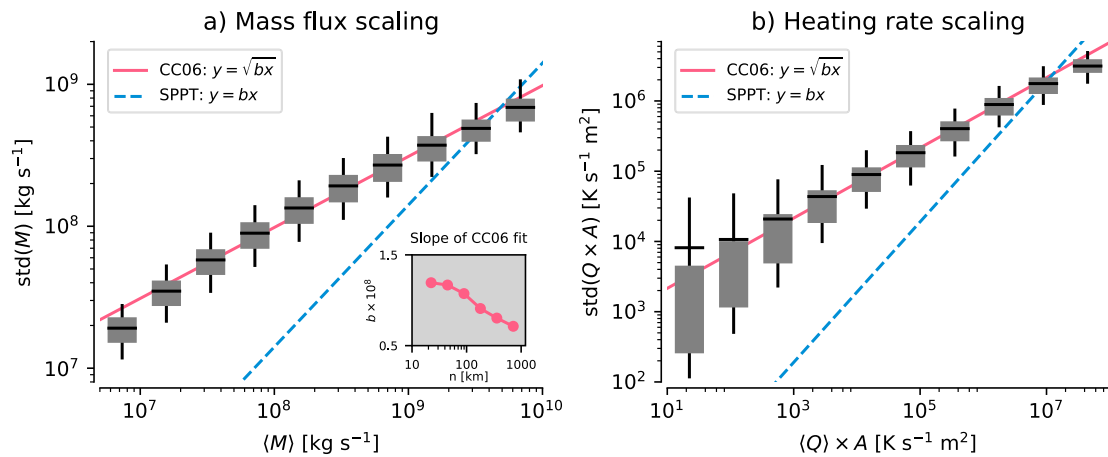 a) Mass flux scaling
10⁹
10⁸
10⁷
std(M) [kg s⁻¹]
CC06: y = √bx
SPPT: y = bx
Slope of CC06 fit
1.5
0.5
b × 10⁸
10 100 1000
n [km]
10⁷ 10⁸ 10⁹ 10¹⁰
⟨M⟩ [kg s⁻¹]
b) Heating rate scaling
10⁶
10⁵
10⁴
10³
10²
std(Q × A) [K s⁻¹ m²]
CC06: y = √bx
SPPT: y = bx
10¹ 10³ 10⁵ 10⁷
⟨Q⟩ × A [K s⁻¹ m²]